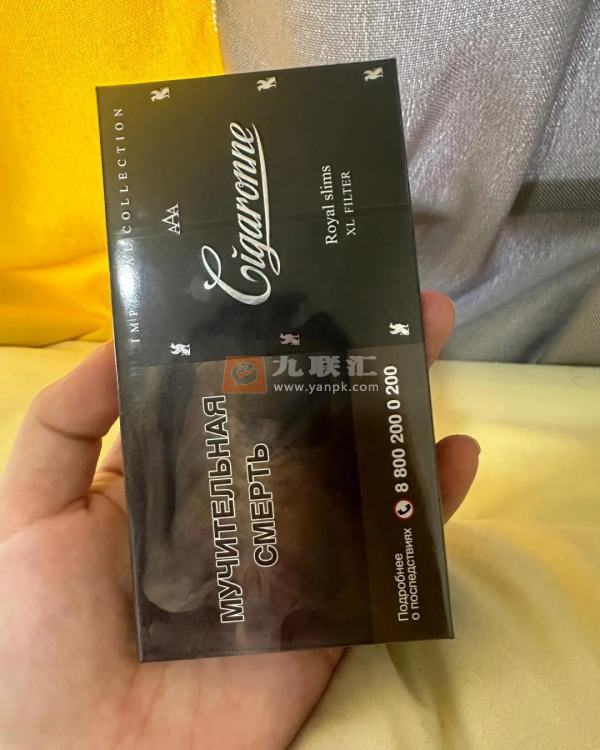 IMPERIAL COLLECTION
AAA
Cigaronne
Royal slims
XL FILTER
九联汇
www.yanpk.com
МУЧИТЕЛЬНАЯ
СМЕРТЬ
Подробнее
о последствиях
8 800 200 0 200